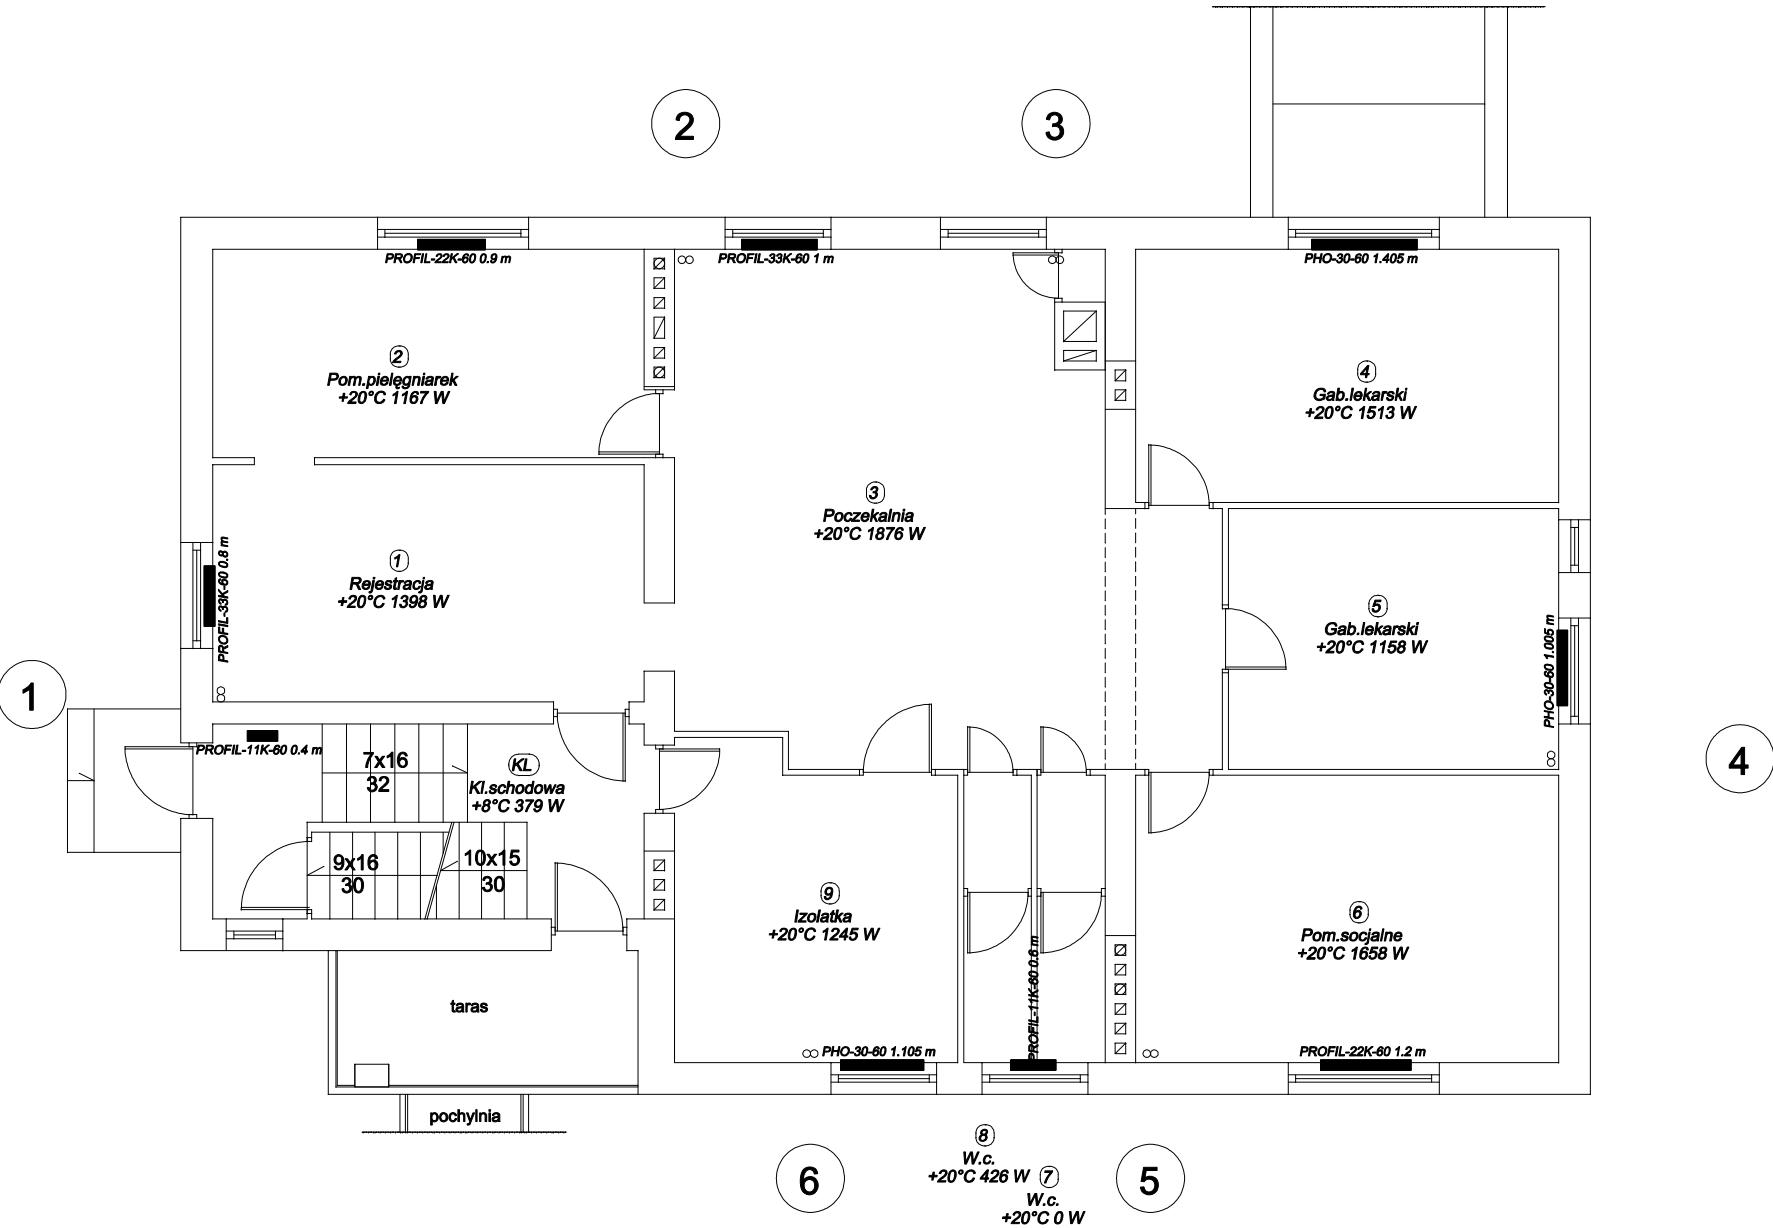 2
3
PROFIL-22K-60 0.9 m
PROFIL-33K-60 1 m
PHO-30-60 1.405 m
2
Pom.pielęgniarek
+20°C 1167 W
4
Gab.lekarski
+20°C 1513 W
3
Poczekalnia
+20°C 1876 W
1
Rejestracja
+20°C 1398 W
PROFIL-33K-60 0.8 m
5
Gab.lekarski
+20°C 1158 W
PHO-30-60 1.005 m
1
4
PROFIL-11K-60 0.4 m
7x16
32
KL
Kl.schodowa
+8°C 379 W
9x16
30
10x15
30
9
Izolatka
+20°C 1245 W
6
Pom.socjalne
+20°C 1658 W
PROFIL-11K-60 0.6 m
taras
PHO-30-60 1.105 m
PROFIL-22K-60 1.2 m
pochylnia
8
W.c.
+20°C 426 W
7
W.c.
+20°C 0 W
6
5